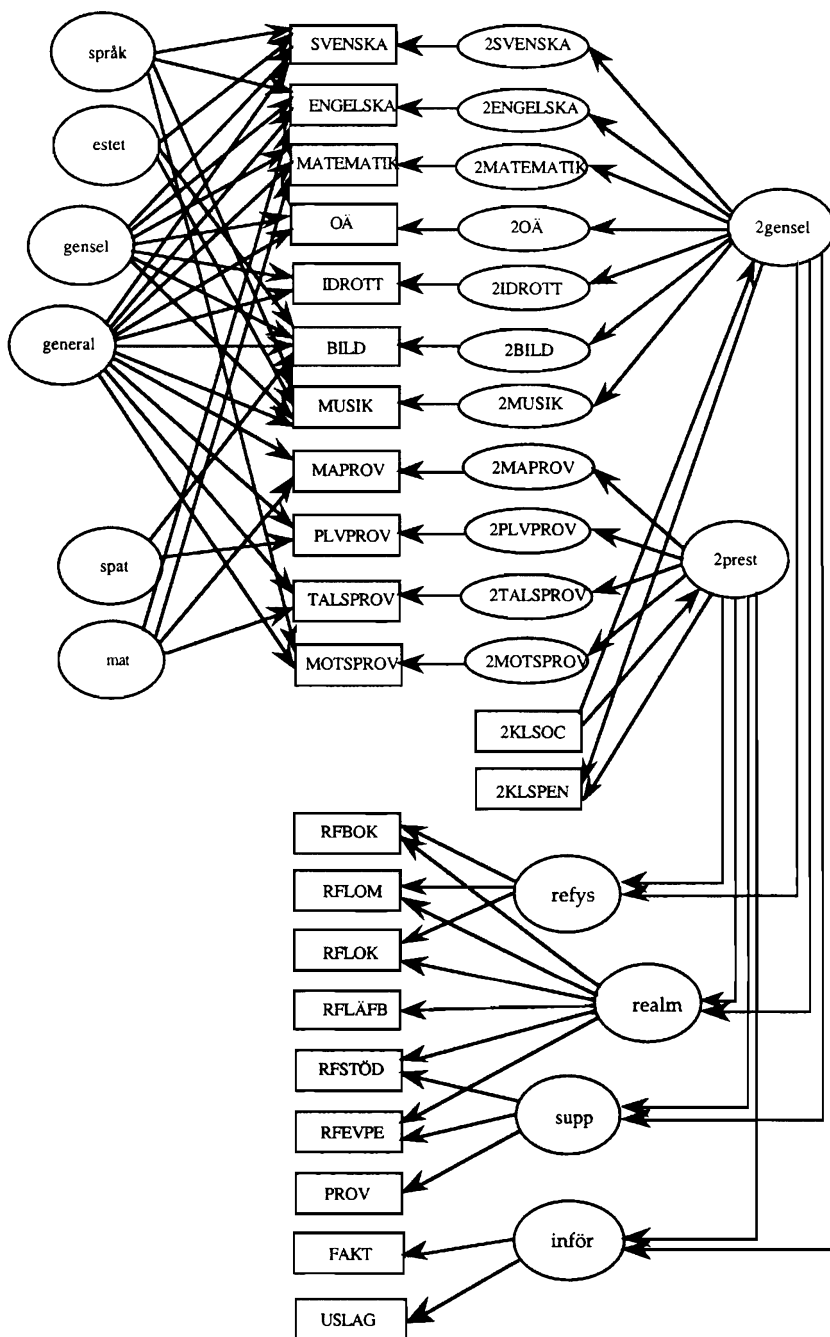 språk
SVENSKA
2SVENSKA
ENGELSKA
2ENGELSKA
estet
MATEMATIK
2MATEMATIK
gensel
OÄ
2OÄ
2gensel
IDROTT
2IDROTT
general
BILD
2BILD
MUSIK
2MUSIK
MAPROV
2MAPROV
spat
PLVPROV
2PLVPROV
2prest
TALSPROV
2TALSPROV
mat
MOTSPROV
2MOTSPROV
2KLSOC
2KLSPEN
RFBOK
RFLOM
refys
RFLOK
RFLÄFB
realm
RFSTÖD
RFEVPE
supp
PROV
FAKT
inför
USLAG